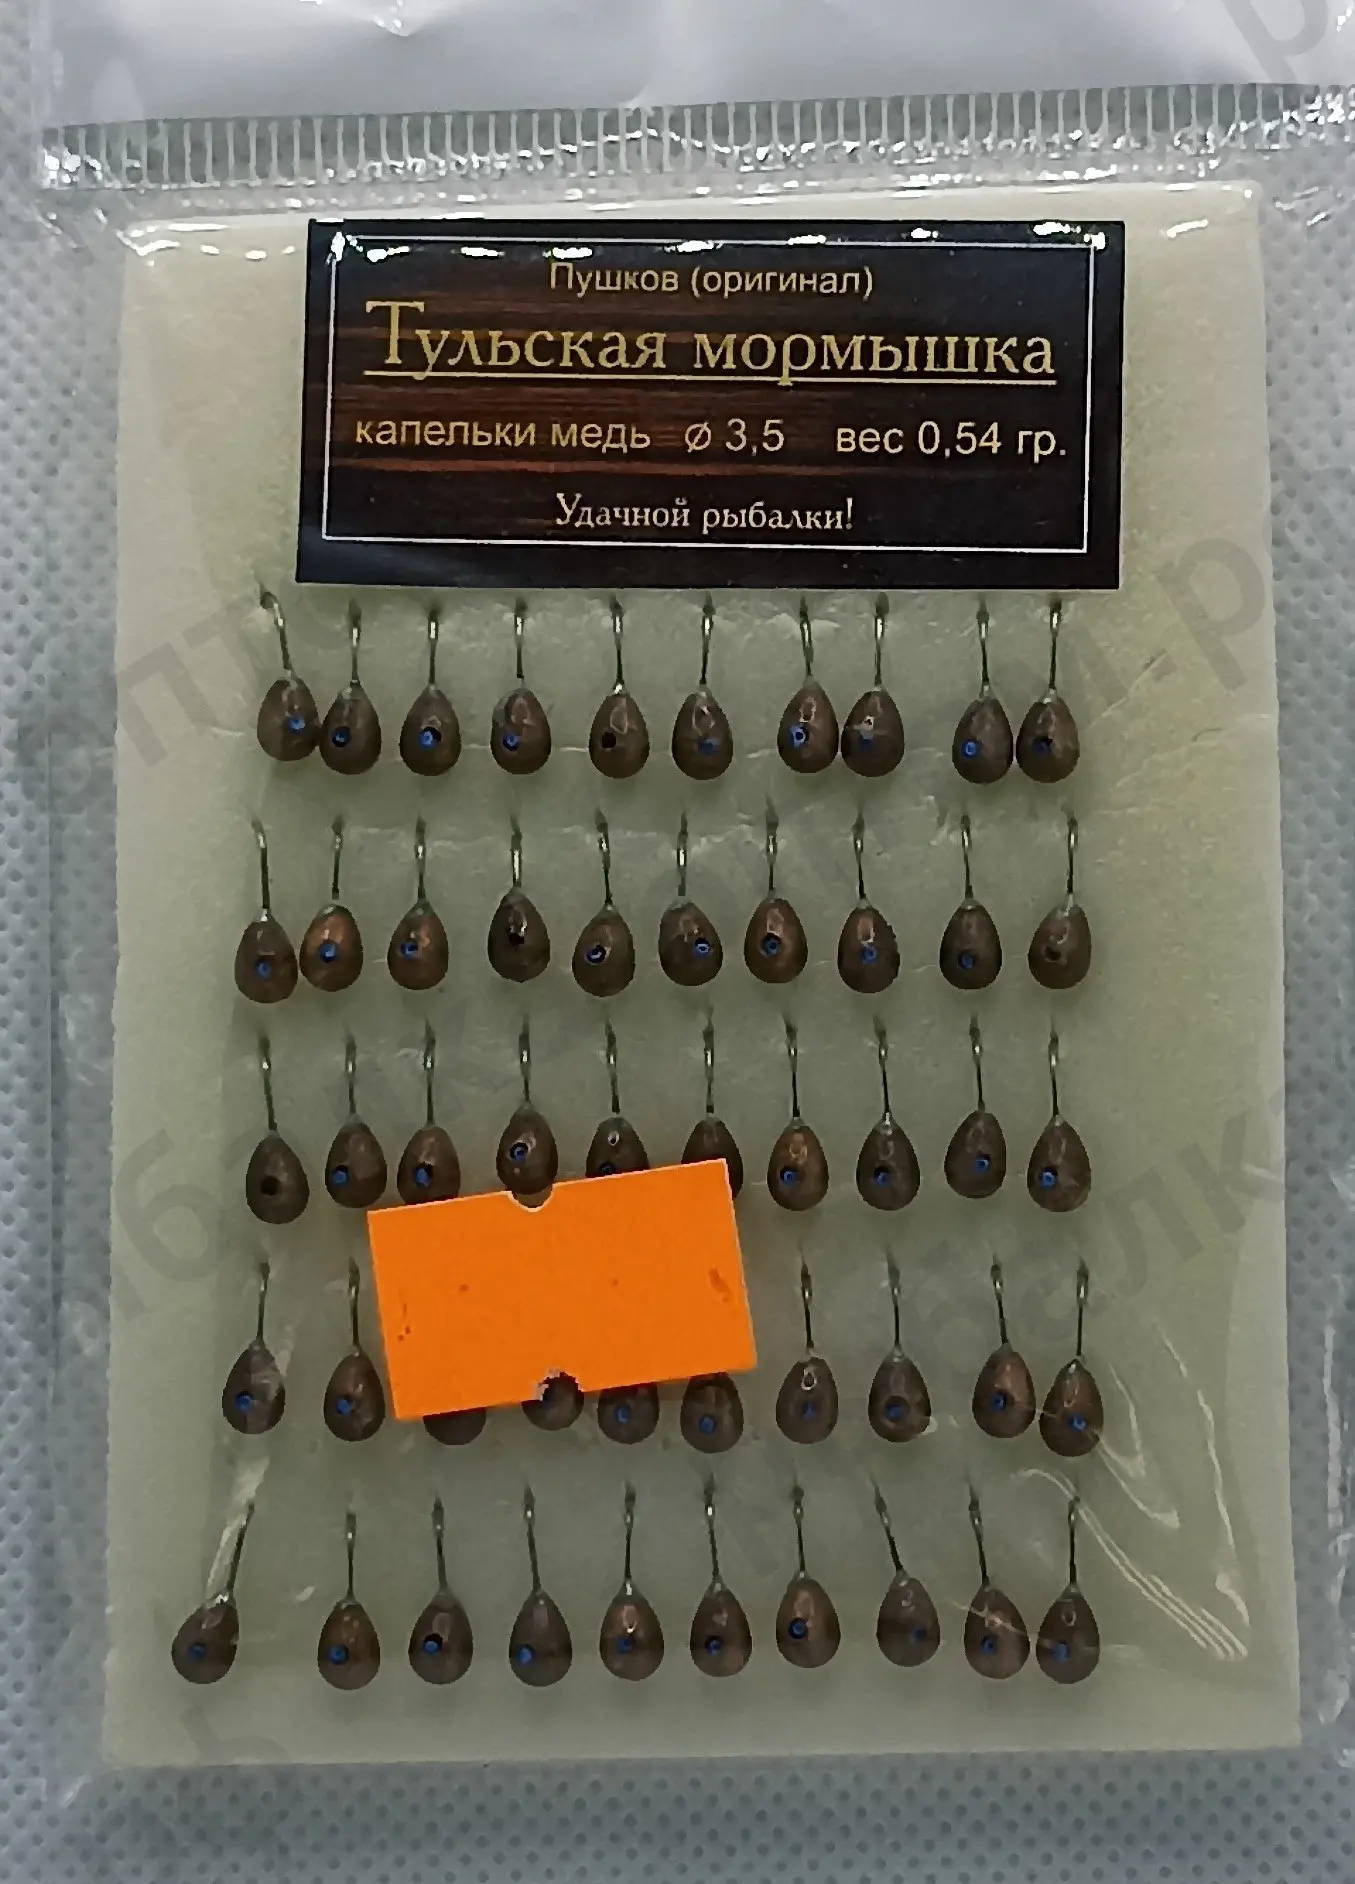 Пушков (оригинал)
Тульская мормышка
капельки медь ⌀ 3,5 вес 0,54 гр.
Удачной рыбалки!